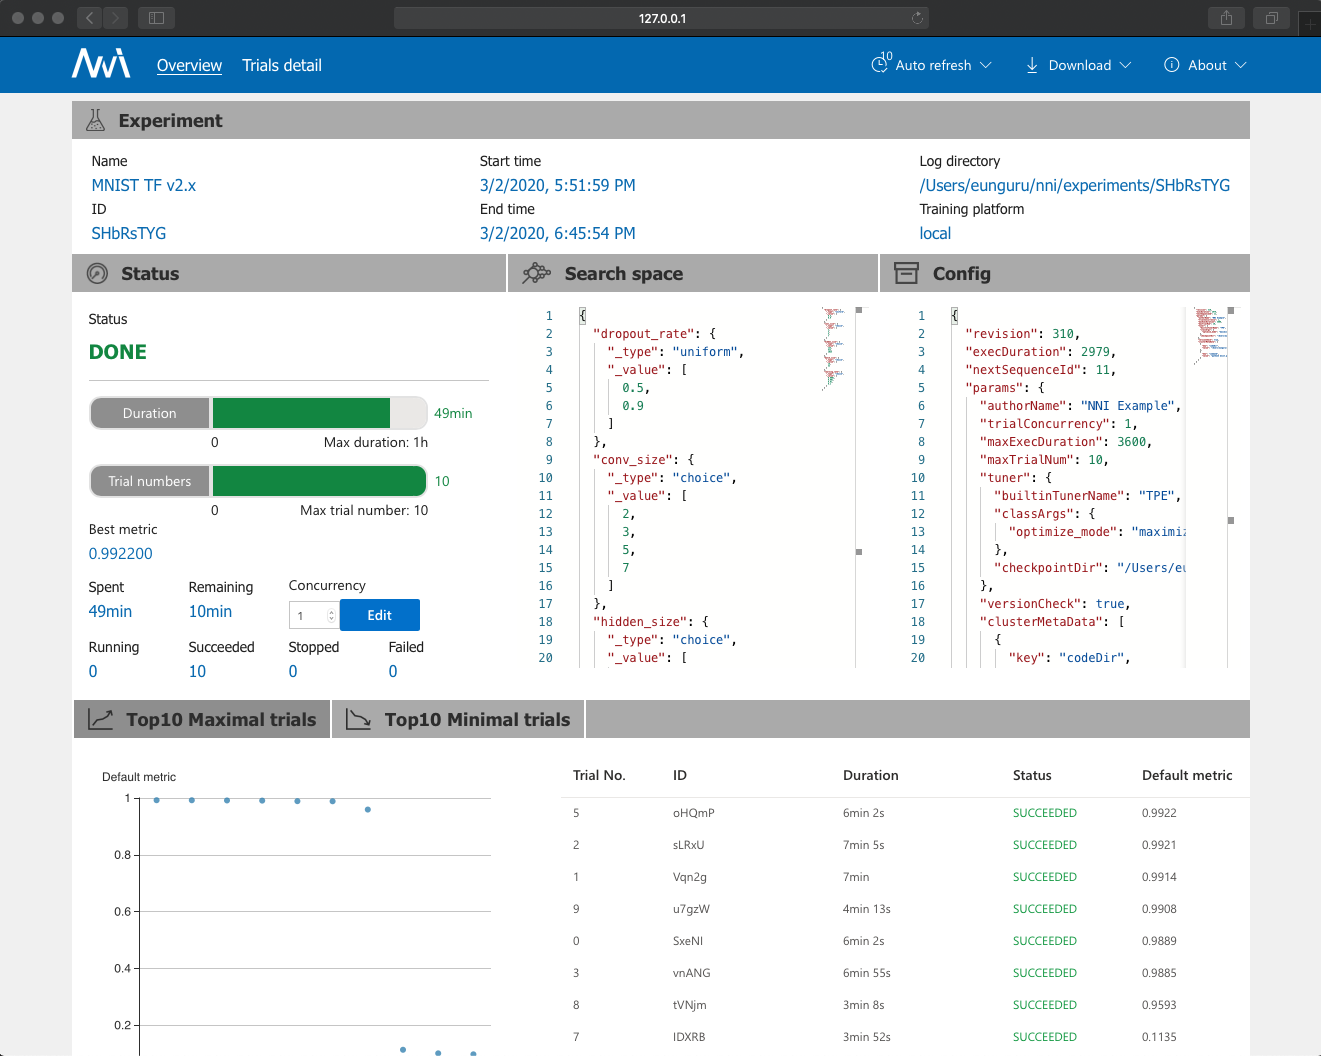 127.0.0.1
Overview
Trials detail
10
Auto refresh
Download
About
Experiment
Name
MNIST TF v2.x
ID
SHbRsTYG
Start time
3/2/2020, 5:51:59 PM
End time
3/2/2020, 6:45:54 PM
Log directory
/Users/eunguru/nni/experiments/SHbRsTYG
Training platform
local
Status
Status
DONE
Duration
49min
0 Max duration: 1h
Trial numbers
10
0 Max trial number: 10
Best metric
0.992200
Spent Remaining Concurrency
49min 10min 1 Edit
Running Succeeded Stopped Failed
0 10 0 0
Search space
1 {
2 "dropout_rate": {
3 "_type": "uniform",
4 "_value": [
5 0.5,
6 0.9
7 ]
8 },
9 "conv_size": {
10 "_type": "choice",
11 "_value": [
12 2,
13 3,
14 5,
15 7
16 ]
17 },
18 "hidden_size": {
19 "_type": "choice",
20 "_value": [
Config
1 {
2 "revision": 310,
3 "execDuration": 2979,
4 "nextSequenceId": 11,
5 "params": {
6 "authorName": "NNI Example",
7 "trialConcurrency": 1,
8 "maxExecDuration": 3600,
9 "maxTrialNum": 10,
10 "tuner": {
11 "builtinTunerName": "TPE",
12 "classArgs": {
13 "optimize_mode": "maximiz
14 },
15 "checkpointDir": "/Users/eu
16 },
17 "versionCheck": true,
18 "clusterMetaData": [
19 {
20 "key": "codeDir",
Top10 Maximal trials
Top10 Minimal trials
Default metric
1
0.8
0.6
0.4
0.2
Trial No. ID Duration Status Default metric
5 oHQmP 6min 2s SUCCEEDED 0.9922
2 sLRxU 7min 5s SUCCEEDED 0.9921
1 Vqn2g 7min SUCCEEDED 0.9914
9 u7gzW 4min 13s SUCCEEDED 0.9908
0 SxeNI 6min 2s SUCCEEDED 0.9889
3 vnANG 6min 55s SUCCEEDED 0.9885
8 tVNjm 3min 8s SUCCEEDED 0.9593
7 IDXRB 3min 52s SUCCEEDED 0.1135